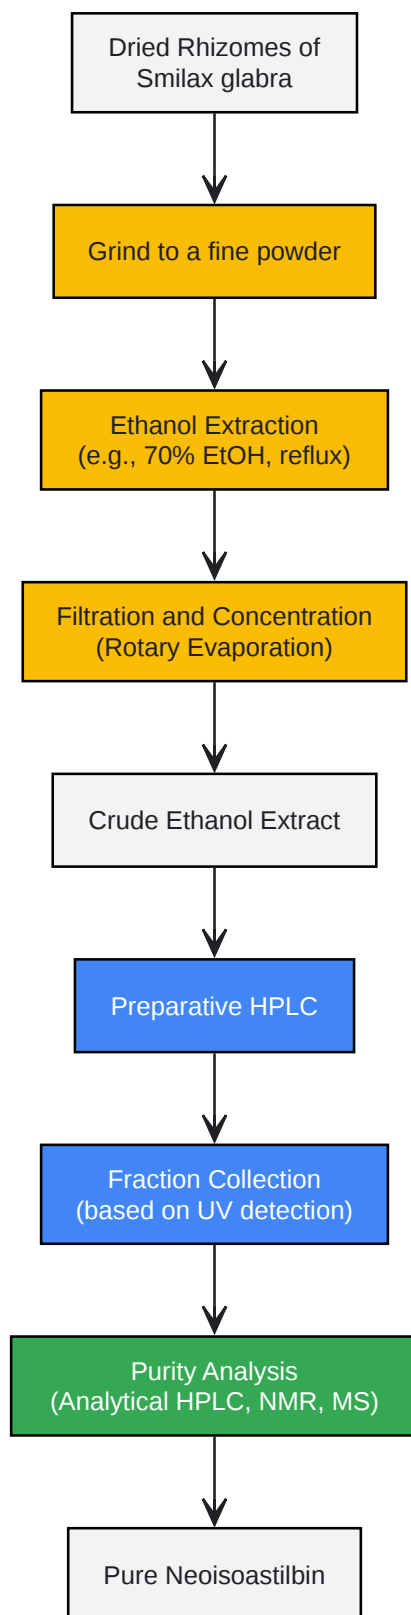 Dried Rhizomes of
Smilax glabra
Grind to a fine powder
Ethanol Extraction
(e.g., 70% EtOH, reflux)
Filtration and Concentration
(Rotary Evaporation)
Crude Ethanol Extract
Preparative HPLC
Fraction Collection
(based on UV detection)
Purity Analysis
(Analytical HPLC, NMR, MS)
Pure Neoisoastilbin